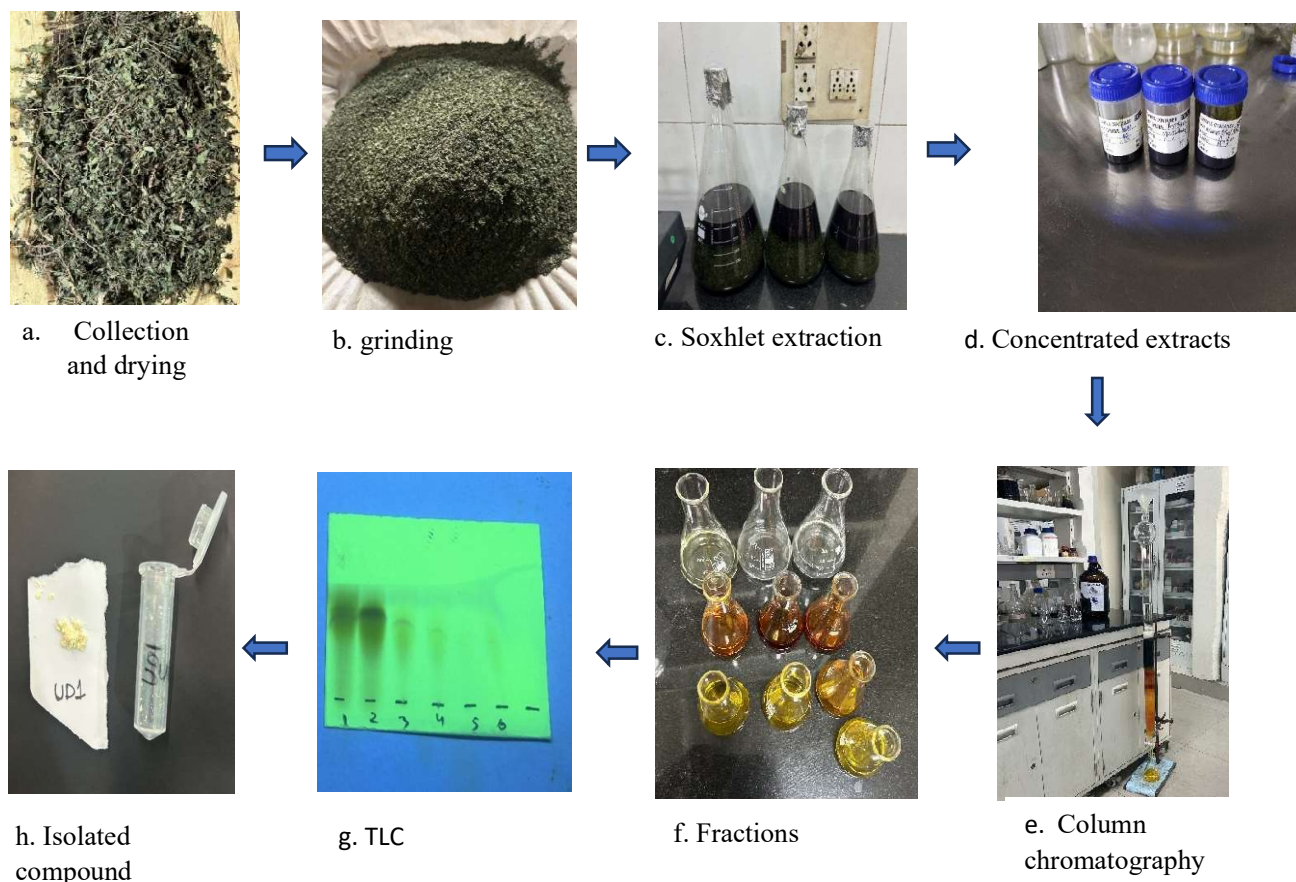 a. Collection
and drying
b. grinding
c. Soxhlet extraction
d. Concentrated extracts
UD1
UD1
1 2 3 4 5 6
h. Isolated
compound
g. TLC
f. Fractions
e. Column
chromatography